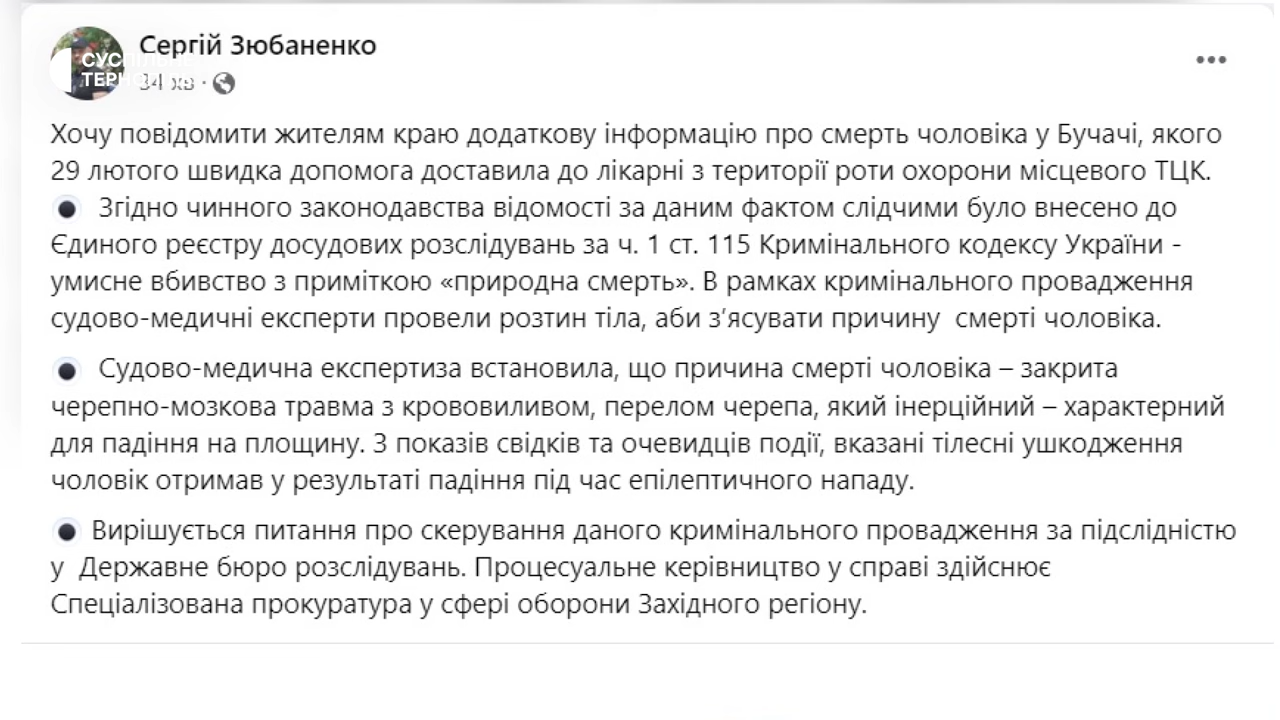 Сергій Зюбаненко
СУСПІЛЬНЕ
ТЕРНОПІЛЬ
34 хв ·
Хочу повідомити жителям краю додаткову інформацію про смерть чоловіка у Бучачі, якого
29 лютого швидка допомога доставила до лікарні з території роти охорони місцевого ТЦК.
Згідно чинного законодавства відомості за даним фактом слідчими було внесено до
Єдиного реєстру досудових розслідувань за ч. 1 ст. 115 Кримінального кодексу України -
умисне вбивство з приміткою «природна смерть». В рамках кримінального провадження
судово-медичні експерти провели розтин тіла, аби з’ясувати причину смерті чоловіка.
Судово-медична експертиза встановила, що причина смерті чоловіка – закрита
черепно-мозкова травма з крововиливом, перелом черепа, який інерційний – характерний
для падіння на площину. З показів свідків та очевидців події, вказані тілесні ушкодження
чоловік отримав у результаті падіння під час епілептичного нападу.
Вирішується питання про скерування даного кримінального провадження за підслідністю
у Державне бюро розслідувань. Процесуальне керівництво у справі здійснює
Спеціалізована прокуратура у сфері оборони Західного регіону.